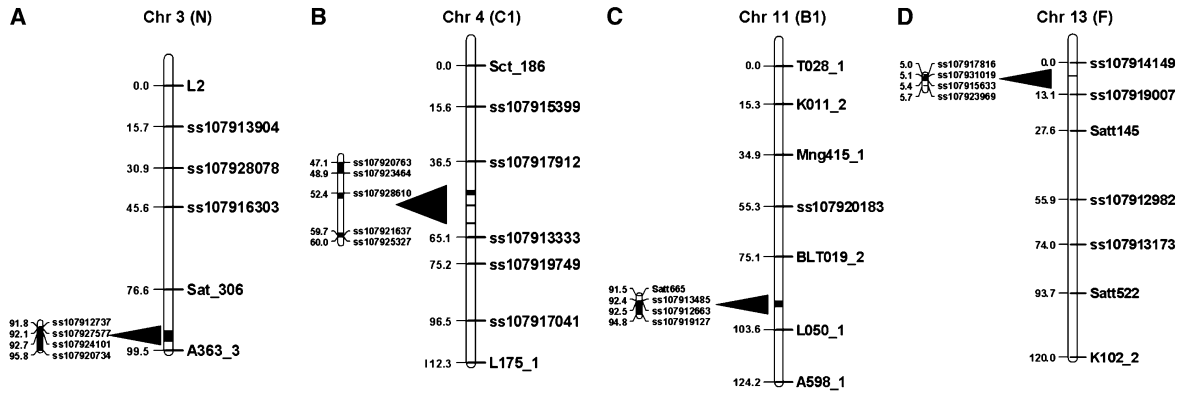 A
Chr 3 (N)
0.0 L2
15.7 ss107913904
30.9 ss107928078
45.6 ss107916303
76.6 Sat_306
99.5 A363_3
91.8 ss107912737
92.1 ss107927577
92.7 ss107924101
95.8 ss107920734
B
Chr 4 (C1)
0.0 Sct_186
15.6 ss107915399
36.5 ss107917912
65.1 ss107913333
75.2 ss107919749
96.5 ss107917041
112.3 L175_1
47.1 ss107920763
48.9 ss107923464
52.4 ss107928610
59.7 ss107921637
60.0 ss107925327
C
Chr 11 (B1)
0.0 T028_1
15.3 K011_2
34.9 Mng415_1
55.3 ss107920183
75.1 BLT019_2
103.6 L050_1
124.2 A598_1
91.5 Satt665
92.4 ss107913485
92.5 ss107912663
94.8 ss107919127
D
Chr 13 (F)
0.0 ss107914149
13.1 ss107919007
27.6 Satt145
55.9 ss107912982
74.0 ss107913173
93.7 Satt522
120.0 K102_2
5.0 ss107917816
5.1 ss107931019
5.4 ss107915633
5.7 ss107923969